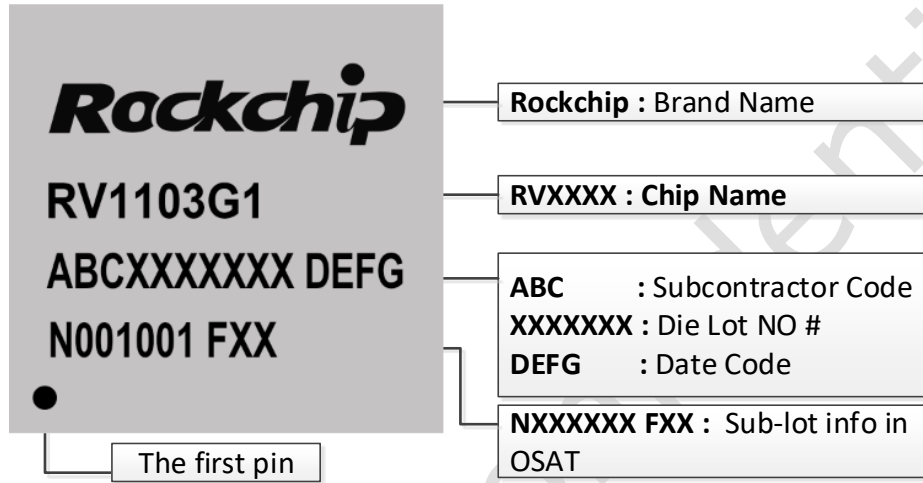 Rockchip
RV1103G1
ABCXXXXXXX DEFG
N001001 FXX
The first pin
Rockchip : Brand Name
RVXXXX : Chip Name
ABC : Subcontractor Code
XXXXXXX : Die Lot NO #
DEFG : Date Code
NXXXXXX FXX : Sub-lot info in
OSAT